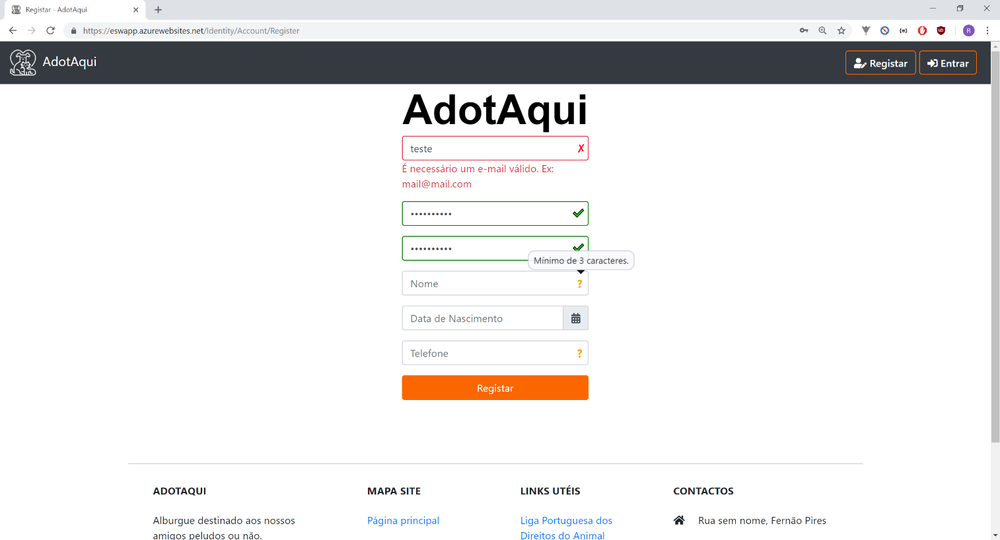 Registar - AdotAqui
https://eswapp.azurewebsites.net/Identity/Account/Register
R
AdotAqui
Registar
Entrar
AdotAqui
teste
É necessário um e-mail válido. Ex:
mail@mail.com
••••••••••
••••••••••
Mínimo de 3 caracteres.
Nome
?
Data de Nascimento
Telefone
?
Registar
ADOTAQUI
Alburgue destinado aos nossos
amigos peludos ou não.
MAPA SITE
Página principal
LINKS UTÉIS
Liga Portuguesa dos
Direitos do Animal
CONTACTOS
Rua sem nome, Fernão Pires